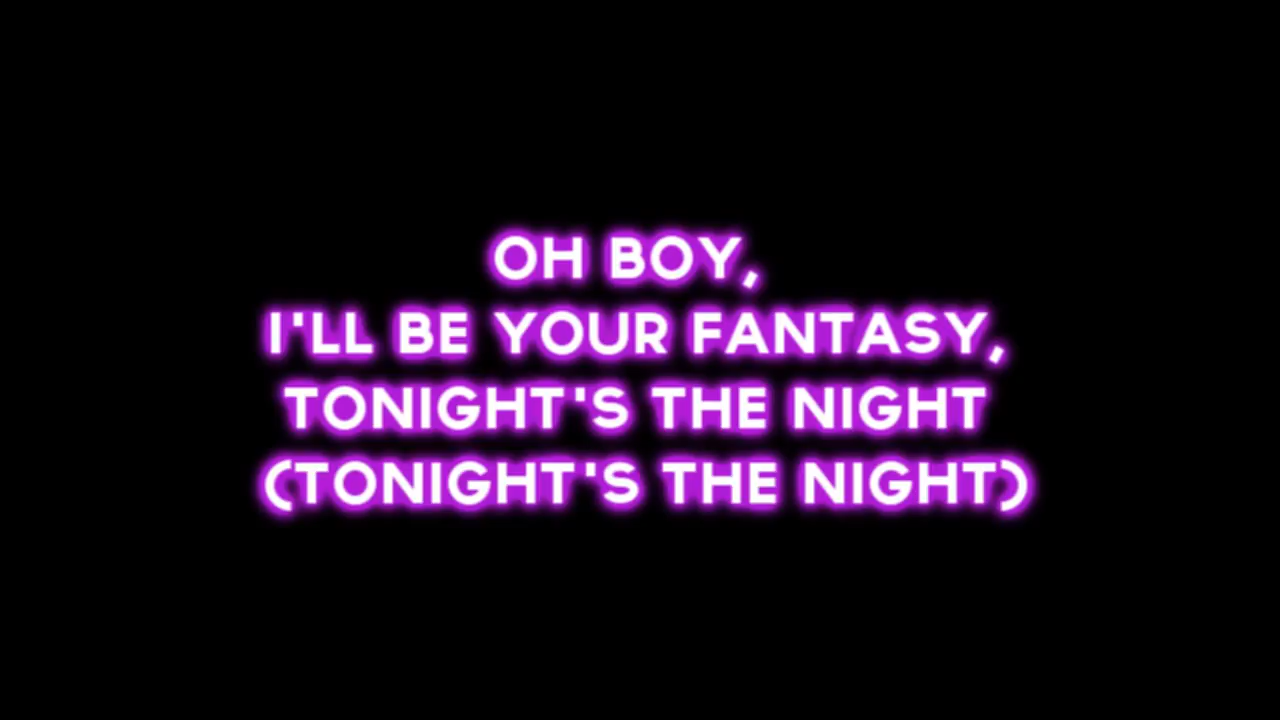 OH BOY,
I'LL BE YOUR FANTASY,
TONIGHT'S THE NIGHT
(TONIGHT'S THE NIGHT)